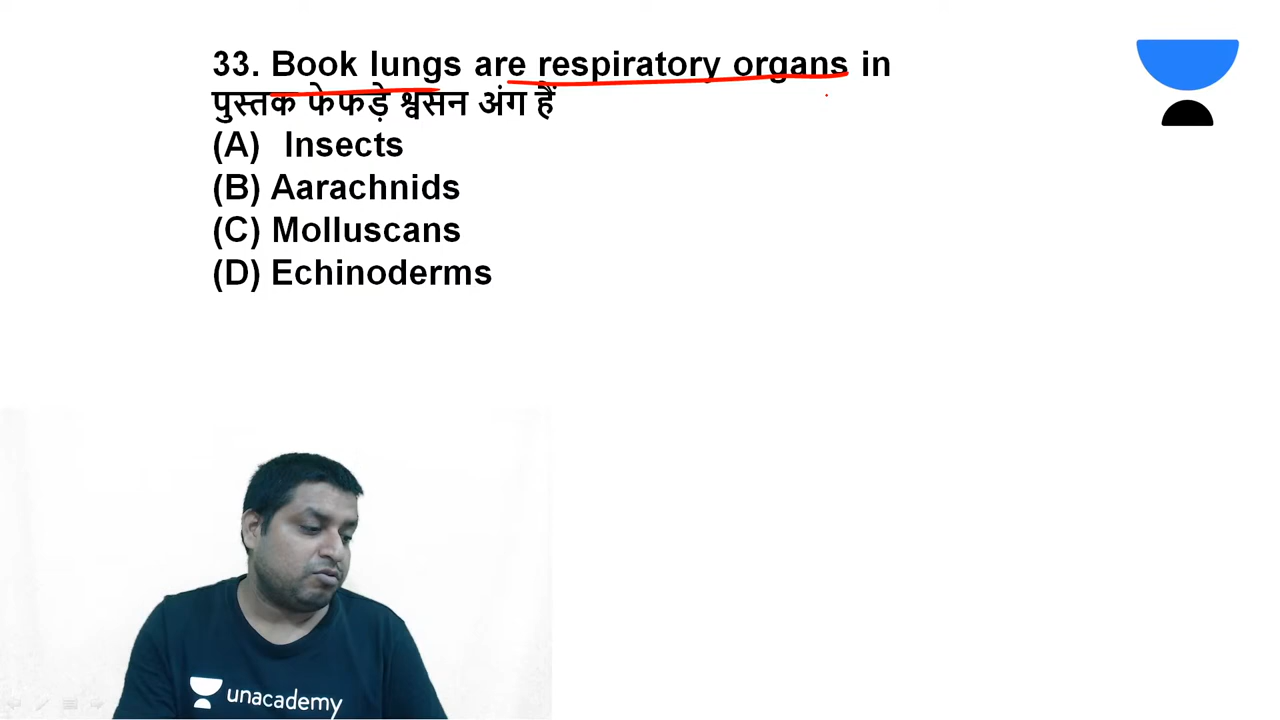 33. Book lungs are respiratory organs in
पुस्तक फेफड़े श्वसन अंग हैं
(A) Insects
(B) Aarachnids
(C) Molluscans
(D) Echinoderms
unacademy